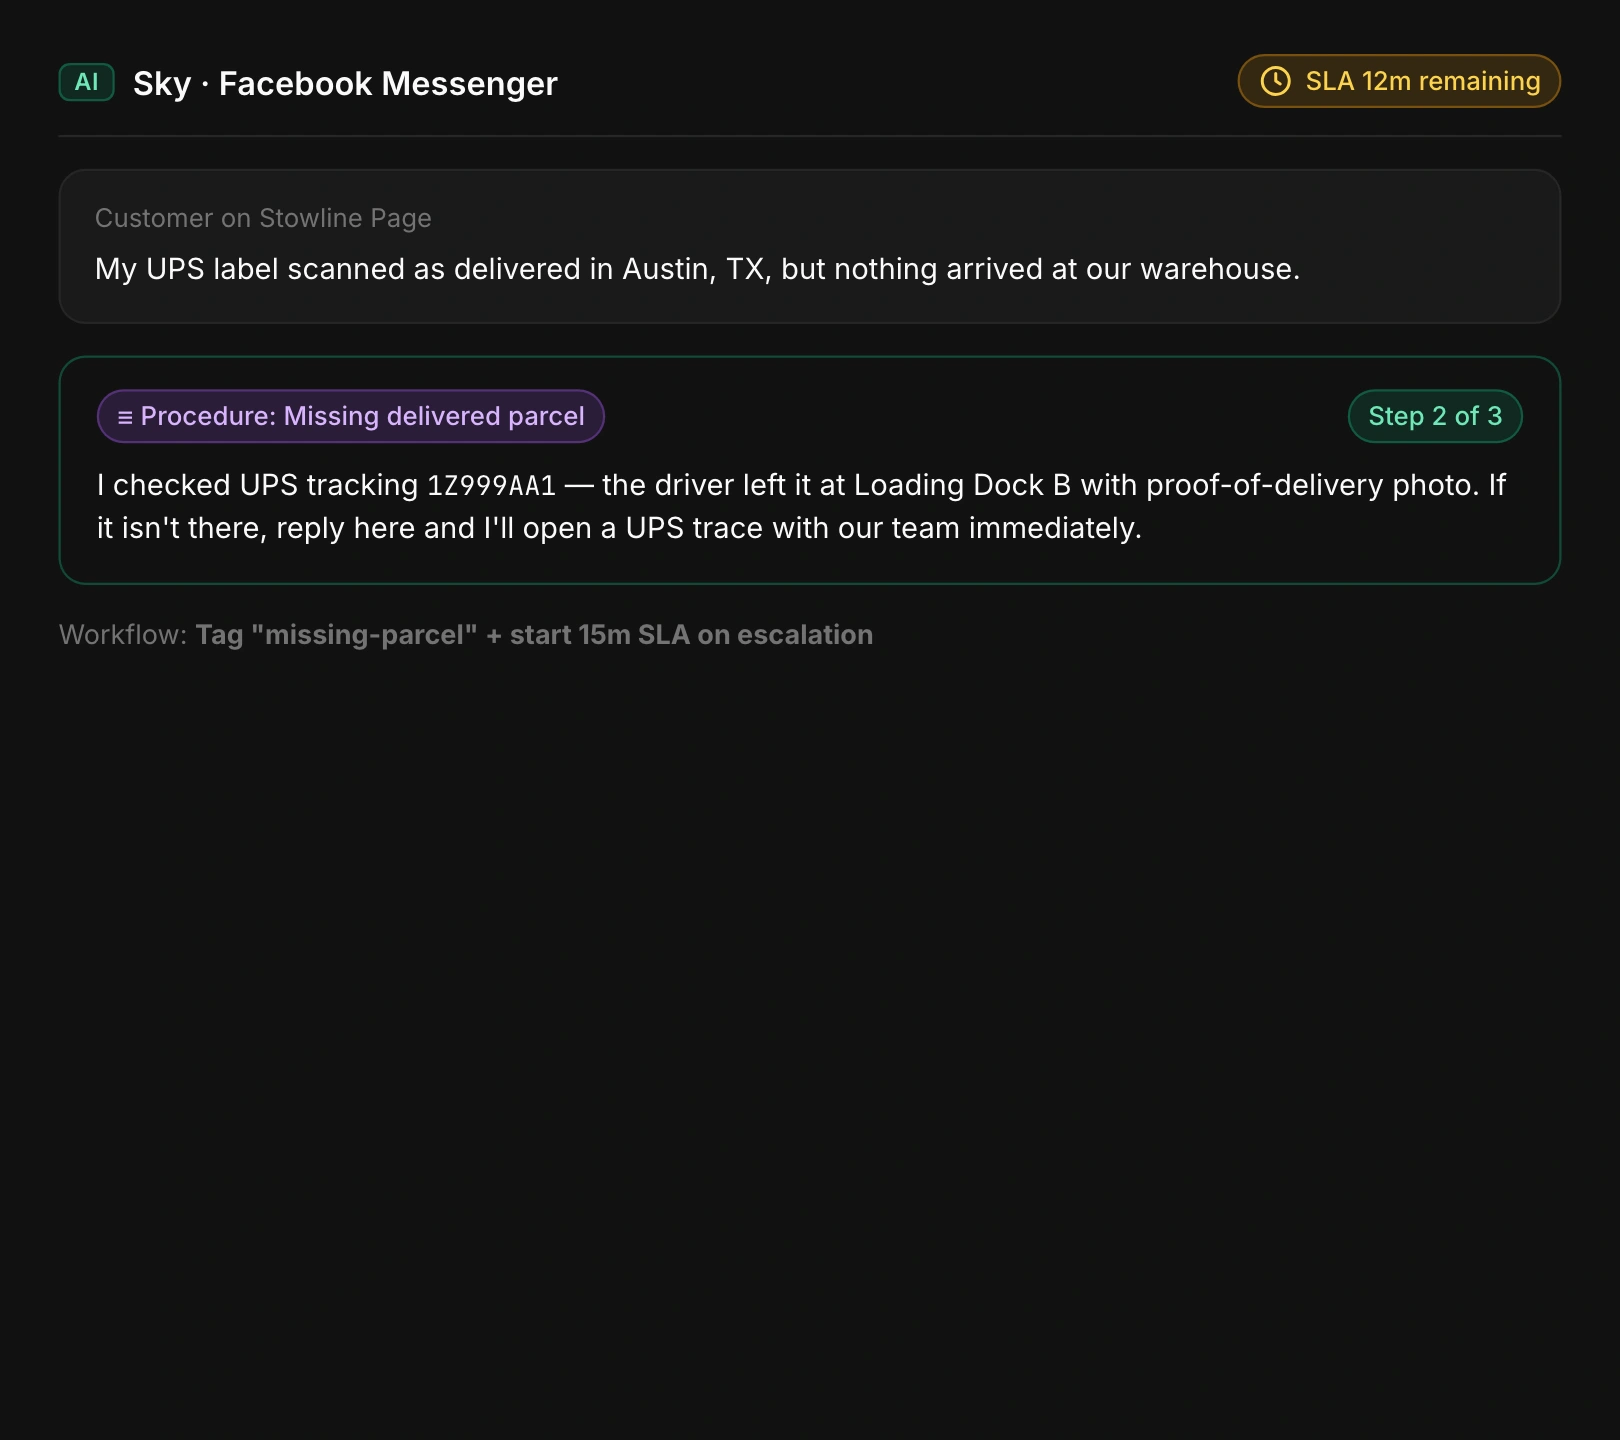 AI Sky · Facebook Messenger
SLA 12m remaining
Customer on Stowline Page
My UPS label scanned as delivered in Austin, TX, but nothing arrived at our warehouse.
≡ Procedure: Missing delivered parcel
Step 2 of 3
I checked UPS tracking 1Z999AA1 — the driver left it at Loading Dock B with proof-of-delivery photo. If
it isn't there, reply here and I'll open a UPS trace with our team immediately.
Workflow: Tag "missing-parcel" + start 15m SLA on escalation